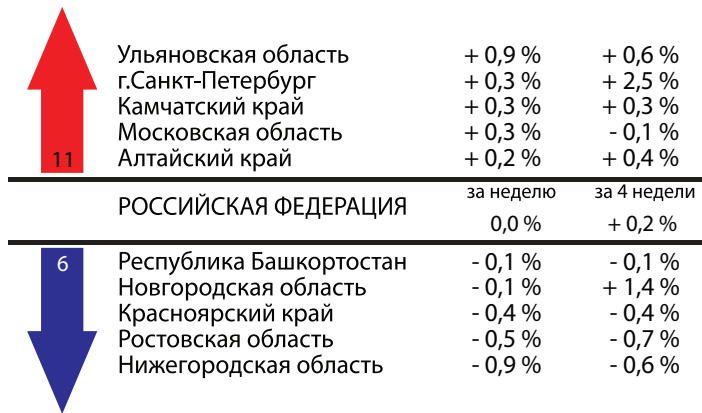 Ульяновская область + 0,9 % + 0,6 %
г.Санкт-Петербург + 0,3 % + 2,5 %
Камчатский край + 0,3 % + 0,3 %
Московская область + 0,3 % - 0,1 %
11 Алтайский край + 0,2 % + 0,4 %
за неделю за 4 недели
РОССИЙСКАЯ ФЕДЕРАЦИЯ 0,0 % + 0,2 %
6 Республика Башкортостан - 0,1 % - 0,1 %
Новгородская область - 0,1 % + 1,4 %
Красноярский край - 0,4 % - 0,4 %
Ростовская область - 0,5 % - 0,7 %
Нижегородская область - 0,9 % - 0,6 %